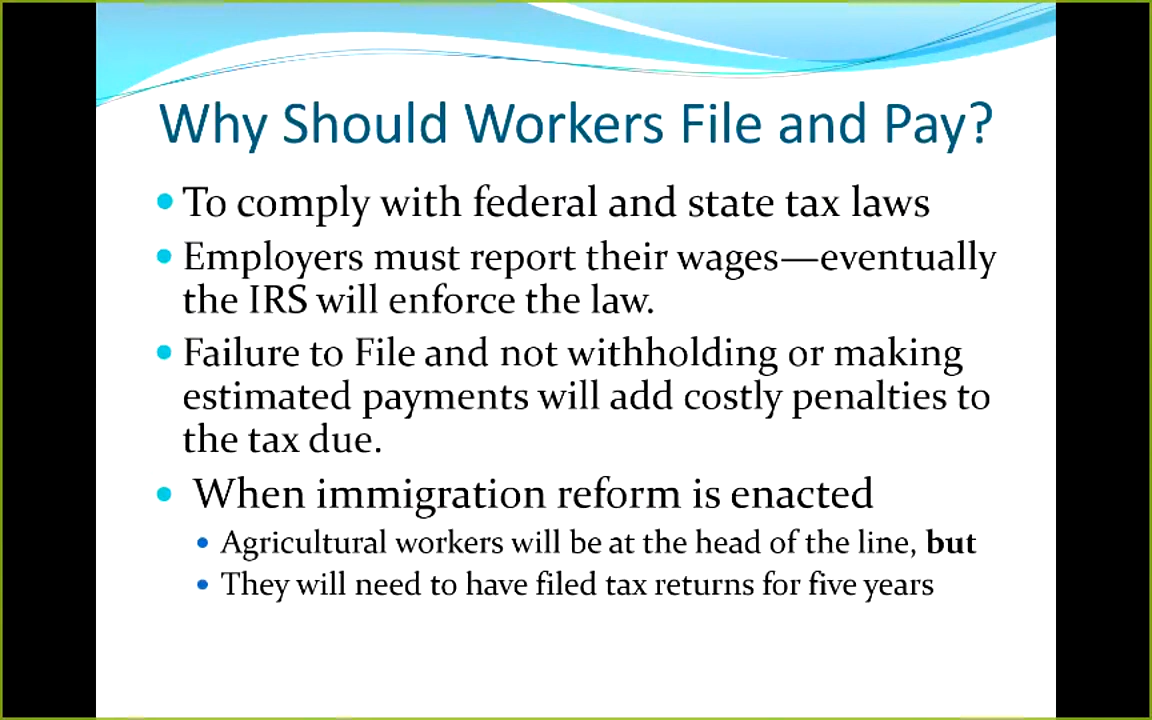 Why Should Workers File and Pay?
• To comply with federal and state tax laws
• Employers must report their wages—eventually
the IRS will enforce the law.
• Failure to File and not withholding or making
estimated payments will add costly penalties to
the tax due.
• When immigration reform is enacted
• Agricultural workers will be at the head of the line, but
• They will need to have filed tax returns for five years